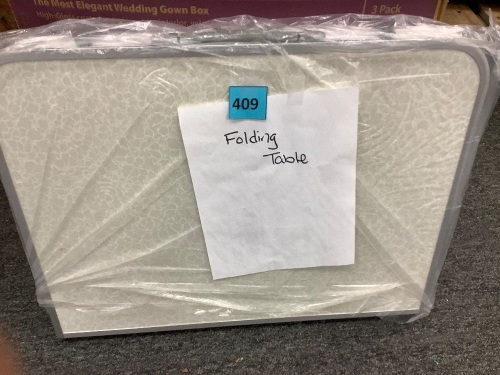 The Most Elegant Wedding Gown Box
3 Pack
409
Folding
Table